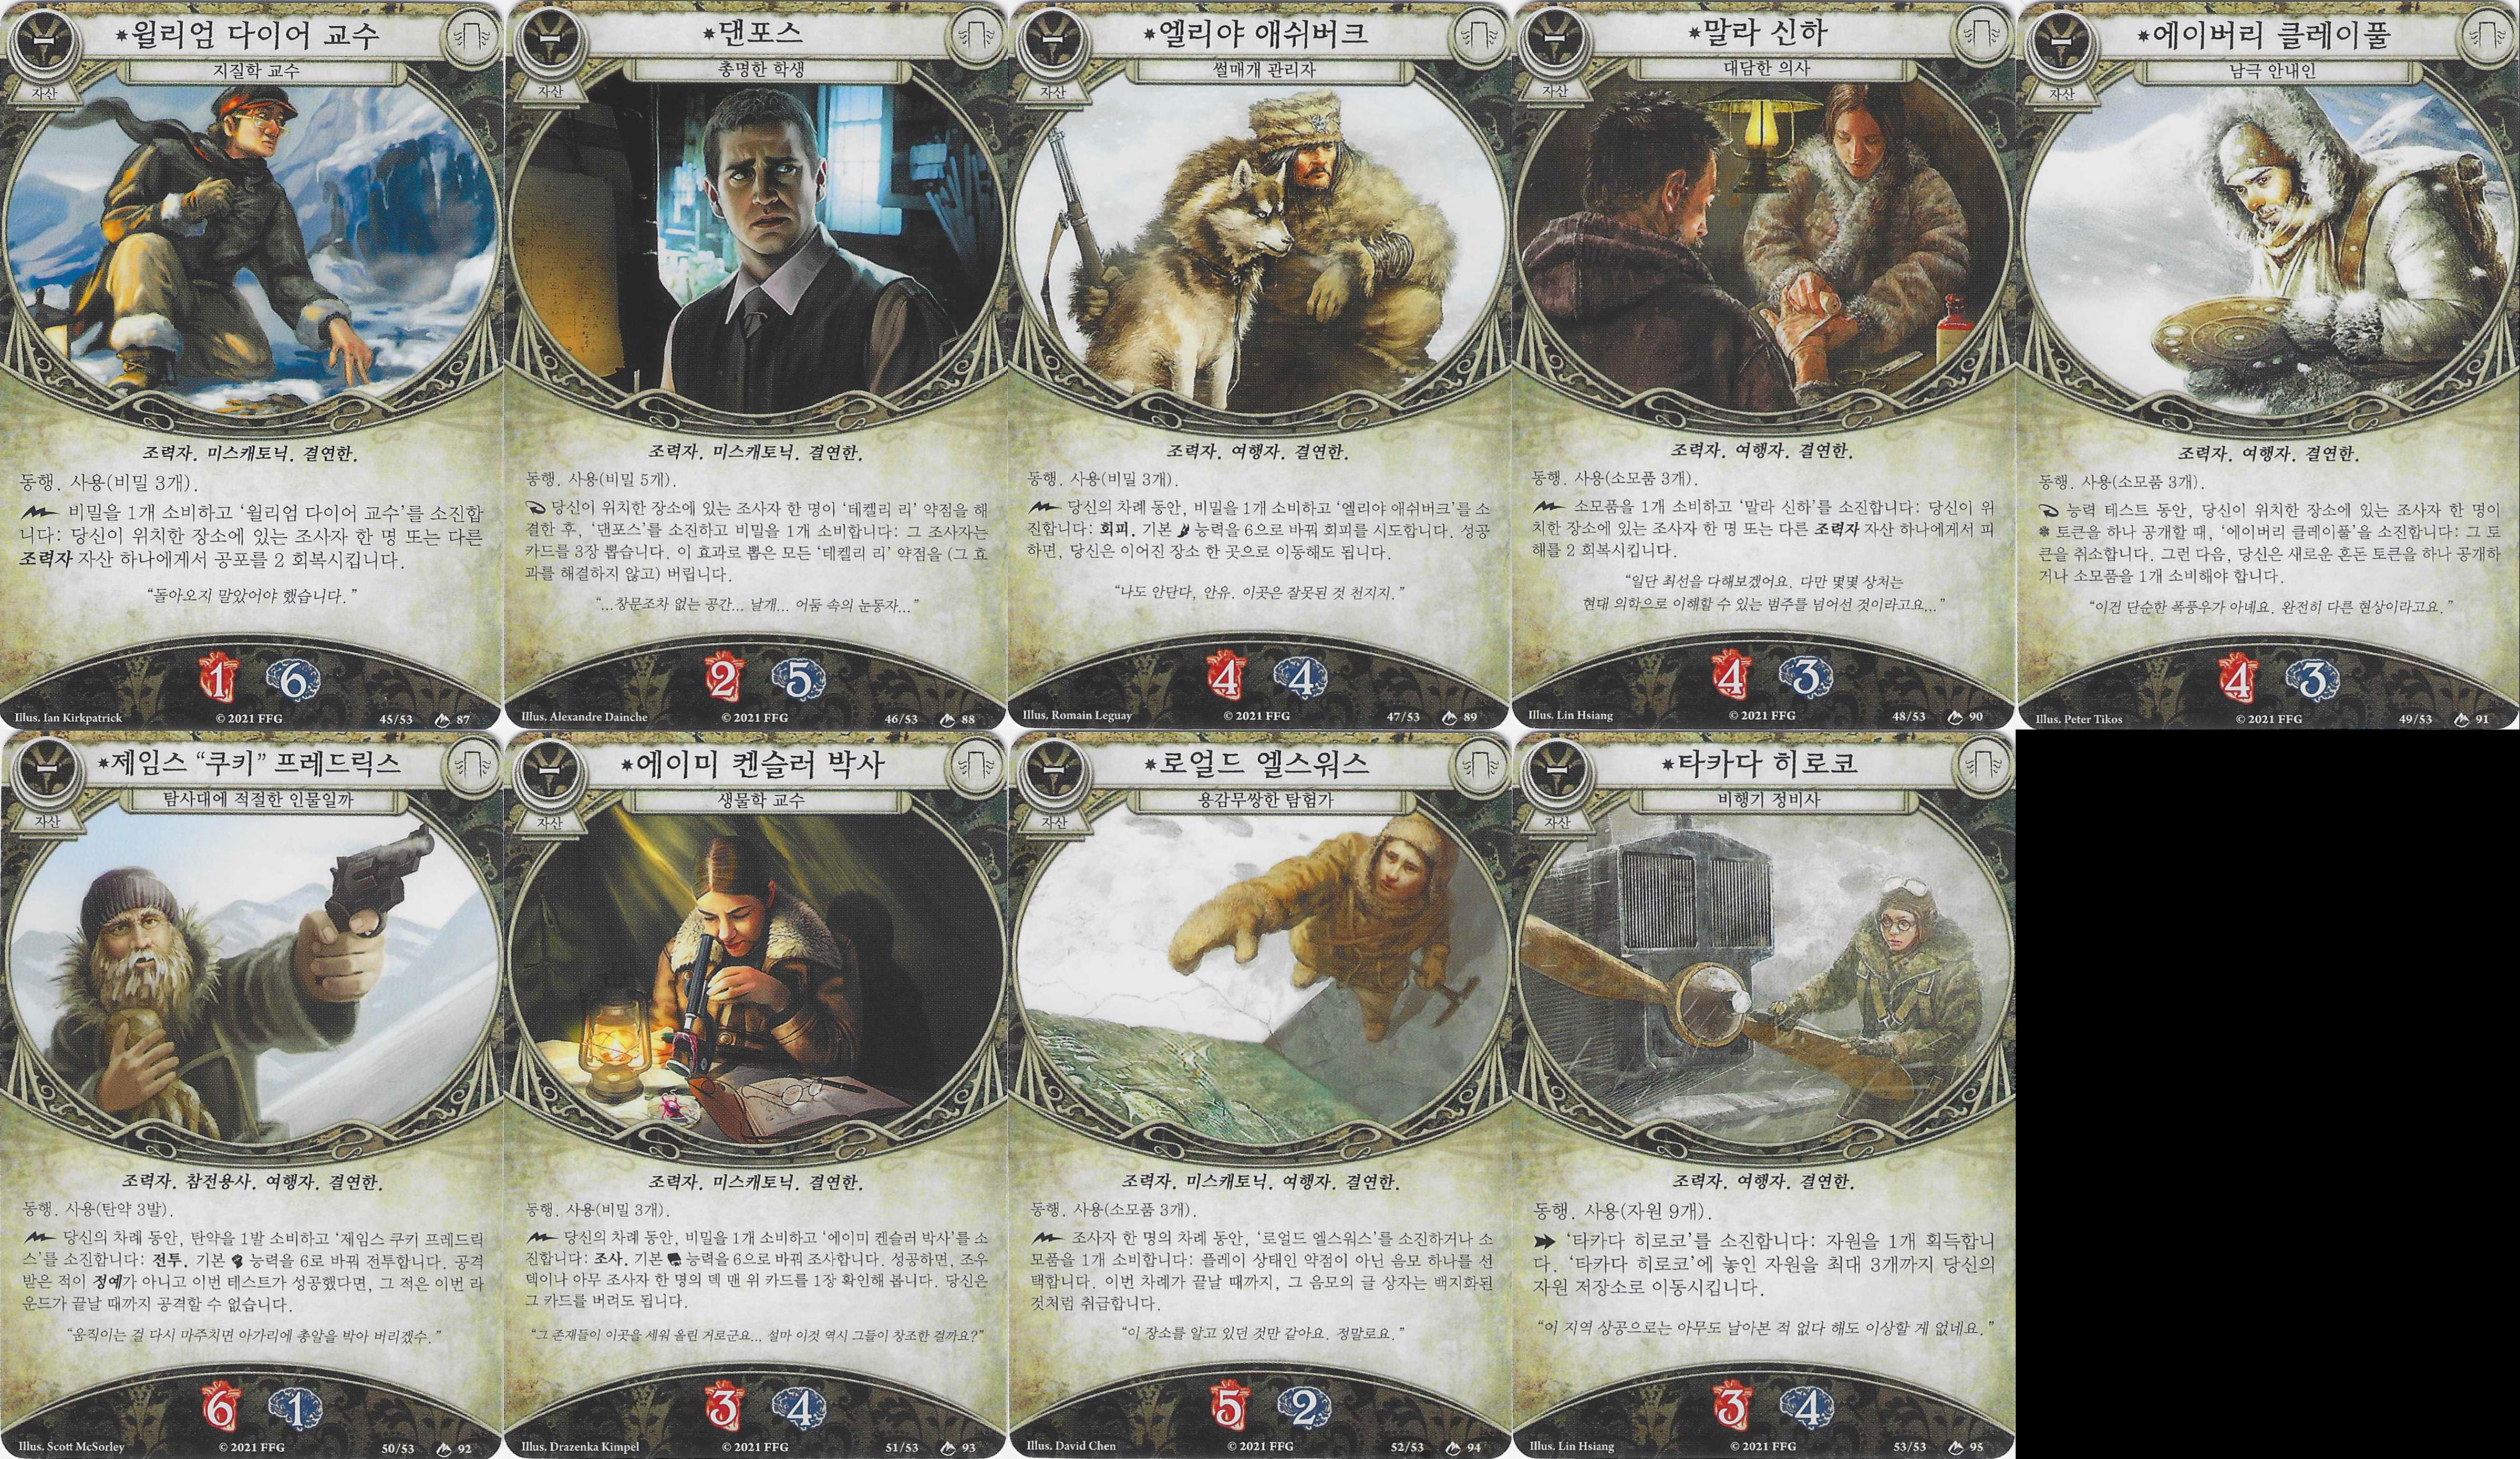 *윌리엄 다이어 교수
지질학 교수
자산
조력자. 미스캐토닉. 결연한.
동행. 사용(비밀 3개).
비밀을 1개 소비하고 ‘윌리엄 다이어 교수’를 소진합
니다: 당신이 위치한 장소에 있는 조사자 한 명 또는 다른
조력자 자산 하나에게서 공포를 2 회복시킵니다.
“돌아오지 말았어야 했습니다.”
1 6
Illus. Ian Kirkpatrick © 2021 FFG 45/53 87
*댄포스
총명한 학생
자산
조력자. 미스캐토닉. 결연한.
동행. 사용(비밀 5개).
당신이 위치한 장소에 있는 조사자 한 명이 ‘테켈리 리’ 약점을 해
결한 후, ‘댄포스’를 소진하고 비밀을 1개 소비합니다: 그 조사자는
카드를 3장 뽑습니다. 이 효과로 뽑은 모든 ‘테켈리 리’ 약점을 (그 효
과를 해결하지 않고) 버립니다.
“...창문조차 없는 공간... 날개... 어둠 속의 눈동자...”
2 5
Illus. Alexandre Dainche © 2021 FFG 46/53 88
*엘리야 애쉬버크
썰매개 관리자
자산
조력자. 여행자. 결연한.
동행. 사용(비밀 3개).
당신의 차례 동안, 비밀을 1개 소비하고 ‘엘리야 애쉬버크’를 소
진합니다: 회피. 기본 능력을 6으로 바꿔 회피를 시도합니다. 성공
하면, 당신은 이어진 장소 한 곳으로 이동해도 됩니다.
“나도 안단다, 안유. 이곳은 잘못된 것 천지지.”
4 4
Illus. Romain Leguay © 2021 FFG 47/53 89
*말라 신하
대담한 의사
자산
조력자. 여행자. 결연한.
동행. 사용(소모품 3개).
소모품을 1개 소비하고 ‘말라 신하’를 소진합니다: 당신이 위
치한 장소에 있는 조사자 한 명 또는 다른 조력자 자산 하나에게서 피
해를 2 회복시킵니다.
“일단 최선을 다해보겠어요. 다만 몇몇 상처는
현대 의학으로 이해할 수 있는 범주를 넘어선 것이라고요...”
4 3
Illus. Lin Hsiang © 2021 FFG 48/53 90
*에이버리 클레이풀
남극 안내인
자산
조력자. 여행자. 결연한.
동행. 사용(소모품 3개).
능력 테스트 동안, 당신이 위치한 장소에 있는 조사자 한 명이
토큰을 하나 공개할 때, ‘에이버리 클레이풀’을 소진합니다: 그 토
큰을 취소합니다. 그런 다음, 당신은 새로운 혼돈 토큰을 하나 공개하
거나 소모품을 1개 소비해야 합니다.
“이건 단순한 폭풍우가 아녜요. 완전히 다른 현상이라고요.”
4 3
Illus. Peter Tikos © 2021 FFG 49/53 91
*제임스 “쿠키” 프레드릭스
탐사대에 적절한 인물일까
자산
조력자. 참전용사. 여행자. 결연한.
동행. 사용(탄약 3발).
당신의 차례 동안, 탄약을 1발 소비하고 ‘제임스 쿠키 프레드릭
스’를 소진합니다: 전투. 기본 능력을 6로 바꿔 전투합니다. 공격
받은 적이 정예가 아니고 이번 테스트가 성공했다면, 그 적은 이번 라
운드가 끝날 때까지 공격할 수 없습니다.
“움직이는 걸 다시 마주치면 아가리에 총알을 박아 버리겠수.”
6 1
Illus. Scott McSorley © 2021 FFG 50/53 92
*에이미 켄슬러 박사
생물학 교수
자산
조력자. 미스캐토닉. 결연한.
동행. 사용(비밀 3개).
당신의 차례 동안, 비밀을 1개 소비하고 ‘에이미 켄슬러 박사’를 소
진합니다: 조사. 기본 능력을 6으로 바꿔 조사합니다. 성공하면, 조우
덱이나 아무 조사자 한 명의 덱 맨 위 카드를 1장 확인해 봅니다. 당신은
그 카드를 버려도 됩니다.
“그 존재들이 이곳을 세워 올린 거로군요... 설마 이것 역시 그들이 창조한 걸까요?”
3 4
Illus. Drazenka Kimpel © 2021 FFG 51/53 93
*로얼드 엘스워스
용감무쌍한 탐험가
자산
조력자. 미스캐토닉. 여행자. 결연한.
동행. 사용(소모품 3개).
조사자 한 명의 차례 동안, ‘로얼드 엘스워스’를 소진하거나 소
모품을 1개 소비합니다: 플레이 상태인 약점이 아닌 음모 하나를 선
택합니다. 이번 차례가 끝날 때까지, 그 음모의 글 상자는 백지화된
것처럼 취급합니다.
“이 장소를 알고 있던 것만 같아요. 정말로요.”
5 2
Illus. David Chen © 2021 FFG 52/53 94
*타카다 히로코
비행기 정비사
자산
조력자. 여행자. 결연한.
동행. 사용(자원 9개).
‘타카다 히로코’를 소진합니다: 자원을 1개 획득합니
다. ‘타카다 히로코’에 놓인 자원을 최대 3개까지 당신의
자원 저장소로 이동시킵니다.
“이 지역 상공으로는 아무도 날아본 적 없다 해도 이상할 게 없네요.”
3 4
Illus. Lin Hsiang © 2021 FFG 53/53 95